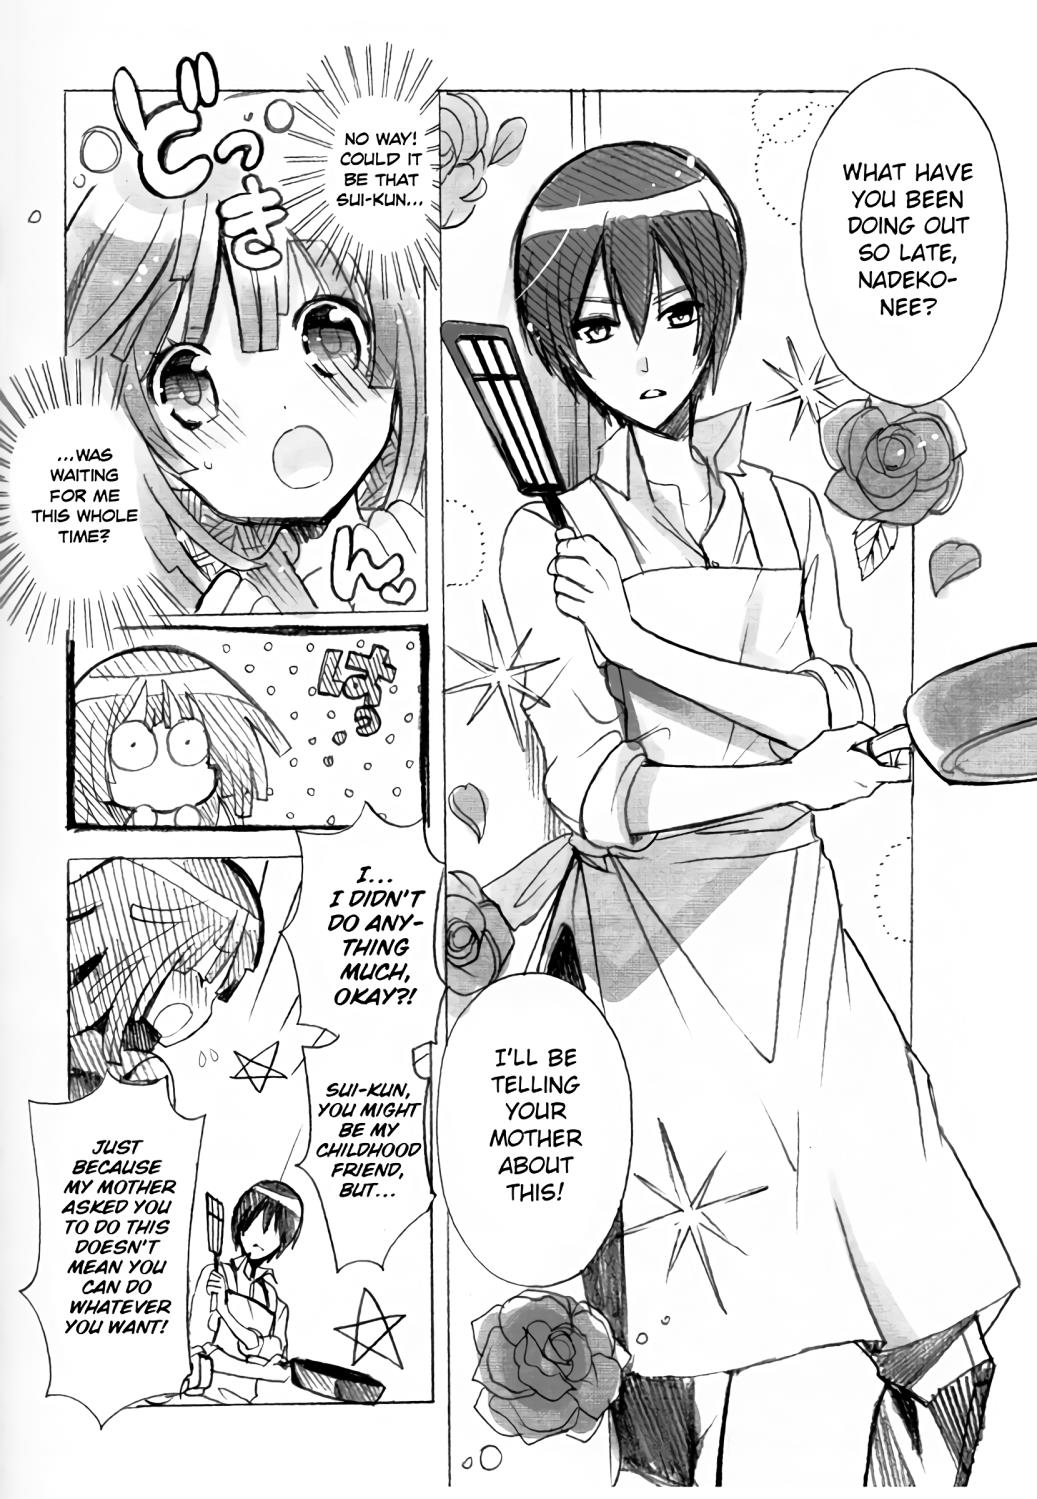 WHAT HAVE
YOU BEEN
DOING OUT
SO LATE,
NADEKO-
NEE?
I'LL BE
TELLING
YOUR
MOTHER
ABOUT
THIS!
NO WAY!
COULD IT
BE THAT
SUI-KUN...
...WAS
WAITING
FOR ME
THIS WHOLE
TIME?
どっ
き
ん
ギョッ
I...
I DIDN'T
DO ANY-
THING
MUCH,
OKAY?!
SUI-KUN,
YOU MIGHT
BE MY
CHILDHOOD
FRIEND,
BUT...
JUST
BECAUSE
MY MOTHER
ASKED YOU
TO DO THIS
DOESN'T
MEAN YOU
CAN DO
WHATEVER
YOU WANT!